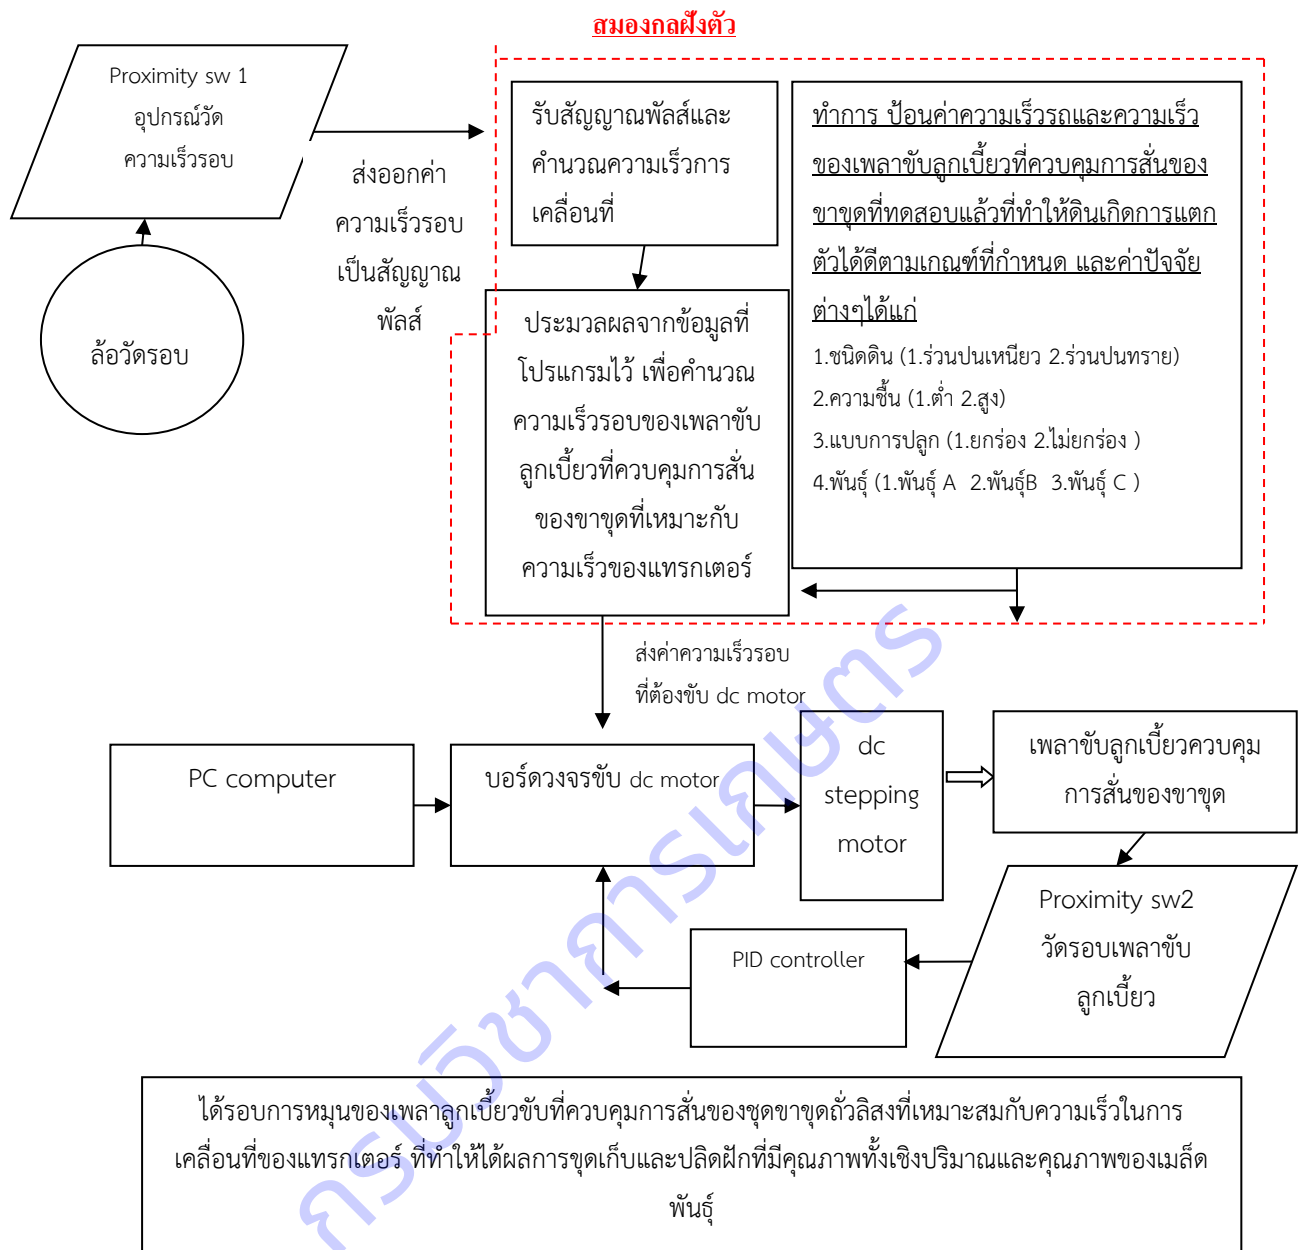 สมองกลฝังตัว
Proximity sw 1
อุปกรณ์วัด
ความเร็วรอบ
ล้อวัดรอบ
ส่งออกค่า
ความเร็วรอบ
เป็นสัญญาณ
พัลส์
รับสัญญาณพัลส์และ
คำนวณความเร็วการ
เคลื่อนที่
ประมวลผลจากข้อมูลที่
โปรแกรมไว้ เพื่อคำนวณ
ความเร็วรอบของเพลาขับ
ลูกเบี้ยวที่ควบคุมการสั่น
ของขาขุดที่เหมาะกับ
ความเร็วของแทรกเตอร์
ทำการ ป้อนค่าความเร็วรถและความเร็ว
ของเพลาขับลูกเบี้ยวที่ควบคุมการสั่นของ
ขาขุดที่ทดสอบแล้วที่ทำให้ดินเกิดการแตก
ตัวได้ดีตามเกณฑ์ที่กำหนด และค่าปัจจัย
ต่างๆได้แก่
1.ชนิดดิน (1.ร่วนปนเหนียว 2.ร่วนปนทราย)
2.ความชื้น (1.ต่ำ 2.สูง)
3.แบบการปลูก (1.ยกร่อง 2.ไม่ยกร่อง )
4.พันธุ์ (1.พันธุ์ A 2.พันธุ์B 3.พันธุ์ C )
ส่งค่าความเร็วรอบ
ที่ต้องขับ dc motor
PC computer
บอร์ดวงจรขับ dc motor
dc
stepping
motor
เพลาขับลูกเบี้ยวควบคุม
การสั่นของขาขุด
Proximity sw2
วัดรอบเพลาขับ
ลูกเบี้ยว
PID controller
ได้รอบการหมุนของเพลาลูกเบี้ยวขับที่ควบคุมการสั่นของชุดขาขุดถั่วลิสงที่เหมาะสมกับความเร็วในการ
เคลื่อนที่ของแทรกเตอร์ ที่ทำให้ได้ผลการขุดเก็บและปลิดฝักที่มีคุณภาพทั้งเชิงปริมาณและคุณภาพของเมล็ด
พันธุ์
กรมวิชาการเกษตร